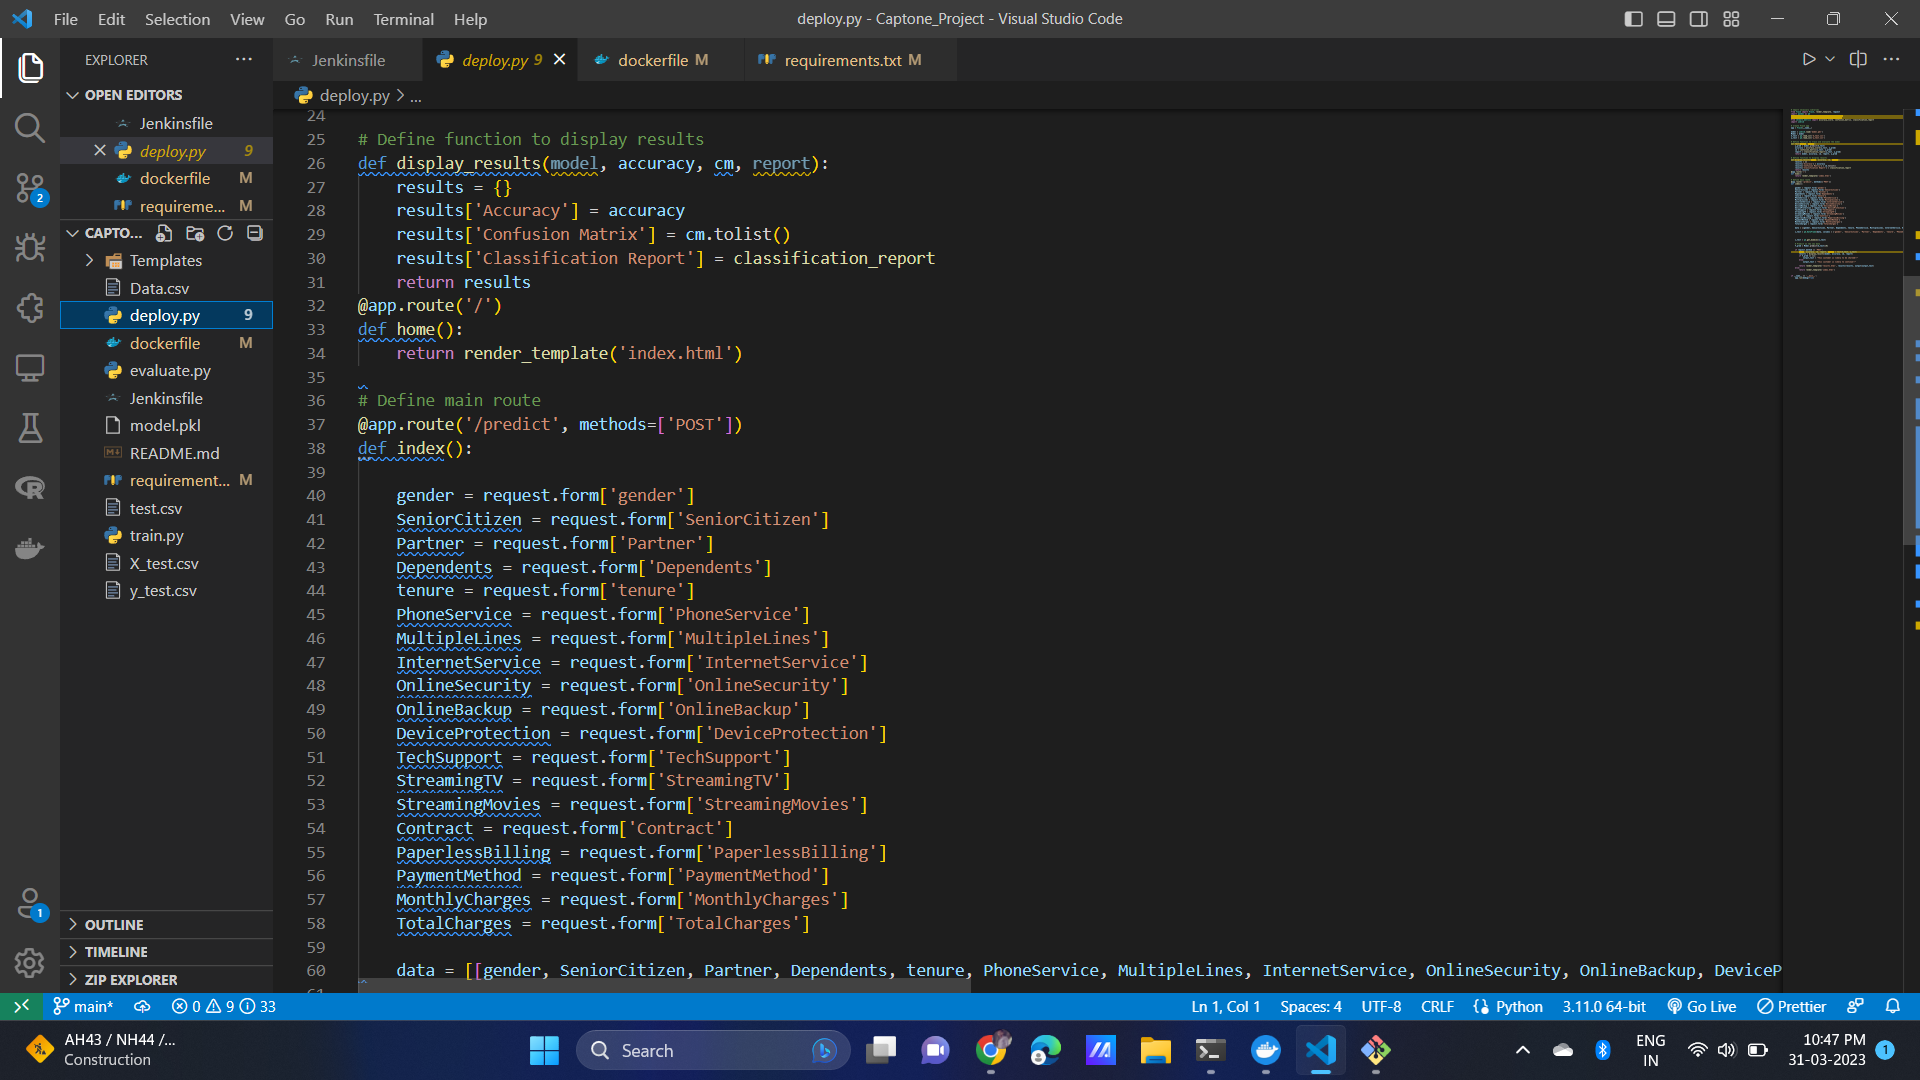 File Edit Selection View Go Run Terminal Help
deploy.py - Captone_Project - Visual Studio Code
EXPLORER
Jenkinsfile
deploy.py 9
dockerfile M
requirements.txt M
deploy.py > ...
OPEN EDITORS
Jenkinsfile
deploy.py 9
dockerfile M
requireme... M
CAPTO...
Templates
Data.csv
deploy.py 9
dockerfile M
evaluate.py
Jenkinsfile
model.pkl
README.md
requirement... M
test.csv
train.py
X_test.csv
y_test.csv
OUTLINE
TIMELINE
ZIP EXPLORER
24
25 # Define function to display results
26 def display_results(model, accuracy, cm, report):
27 results = {}
28 results['Accuracy'] = accuracy
29 results['Confusion Matrix'] = cm.tolist()
30 results['Classification Report'] = classification_report
31 return results
32 @app.route('/')
33 def home():
34 return render_template('index.html')
35
36 # Define main route
37 @app.route('/predict', methods=['POST'])
38 def index():
39
40 gender = request.form['gender']
41 SeniorCitizen = request.form['SeniorCitizen']
42 Partner = request.form['Partner']
43 Dependents = request.form['Dependents']
44 tenure = request.form['tenure']
45 PhoneService = request.form['PhoneService']
46 MultipleLines = request.form['MultipleLines']
47 InternetService = request.form['InternetService']
48 OnlineSecurity = request.form['OnlineSecurity']
49 OnlineBackup = request.form['OnlineBackup']
50 DeviceProtection = request.form['DeviceProtection']
51 TechSupport = request.form['TechSupport']
52 StreamingTV = request.form['StreamingTV']
53 StreamingMovies = request.form['StreamingMovies']
54 Contract = request.form['Contract']
55 PaperlessBilling = request.form['PaperlessBilling']
56 PaymentMethod = request.form['PaymentMethod']
57 MonthlyCharges = request.form['MonthlyCharges']
58 TotalCharges = request.form['TotalCharges']
59
60 data = [[gender, SeniorCitizen, Partner, Dependents, tenure, PhoneService, MultipleLines, InternetService, OnlineSecurity, OnlineBackup, DeviceP
61
2
1
main* 0 9 33
Ln 1, Col 1 Spaces: 4 UTF-8 CRLF Python 3.11.0 64-bit Go Live Prettier
AH43 / NH44 /...
Construction
Search
ENG
IN
10:47 PM
31-03-2023
1